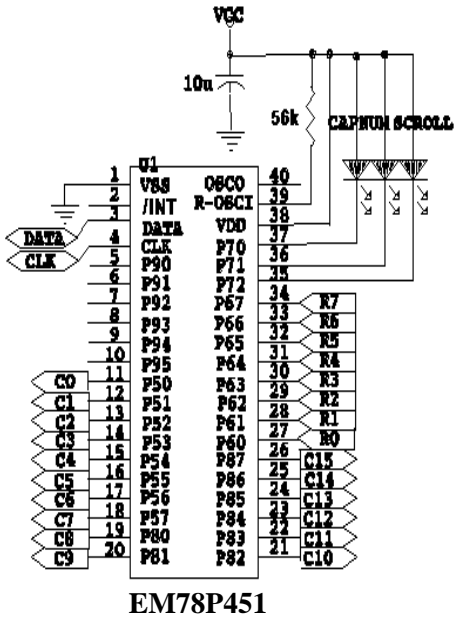 VCC
10u
56k
CAP NUM SCROLL
U1
1 VSS OSCO 40
2 /INT R-OSCI 39
DATA 3 DATA VDD 38
CLK 4 CLK P70 37
5 P90 P71 36
6 P91 P72 35
7 P92 P67 34 R7
8 P93 P66 33 R6
9 P94 P65 32 R5
10 P95 P64 31 R4
C0 11 P50 P63 30 R3
C1 12 P51 P62 29 R2
C2 13 P52 P61 28 R1
C3 14 P53 P60 27 R0
C4 15 P54 P87 26 C15
C5 16 P55 P86 25 C14
C6 17 P56 P85 24 C13
C7 18 P57 P84 23 C12
C8 19 P80 P83 22 C11
C9 20 P81 P82 21 C10
EM78P451